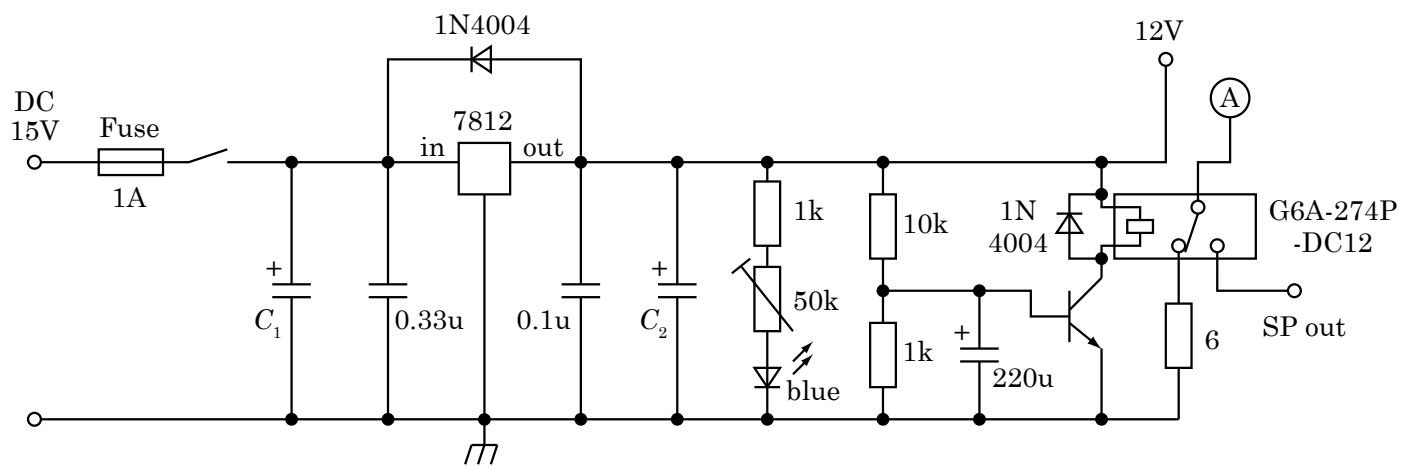 1N4004
12V
DC
15V
Fuse
1A
in
7812
out
A
1k
10k
1N
4004
G6A-274P
-DC12
+
C1
0.33u
0.1u
+
C2
50k
blue
1k
+
220u
6
SP out